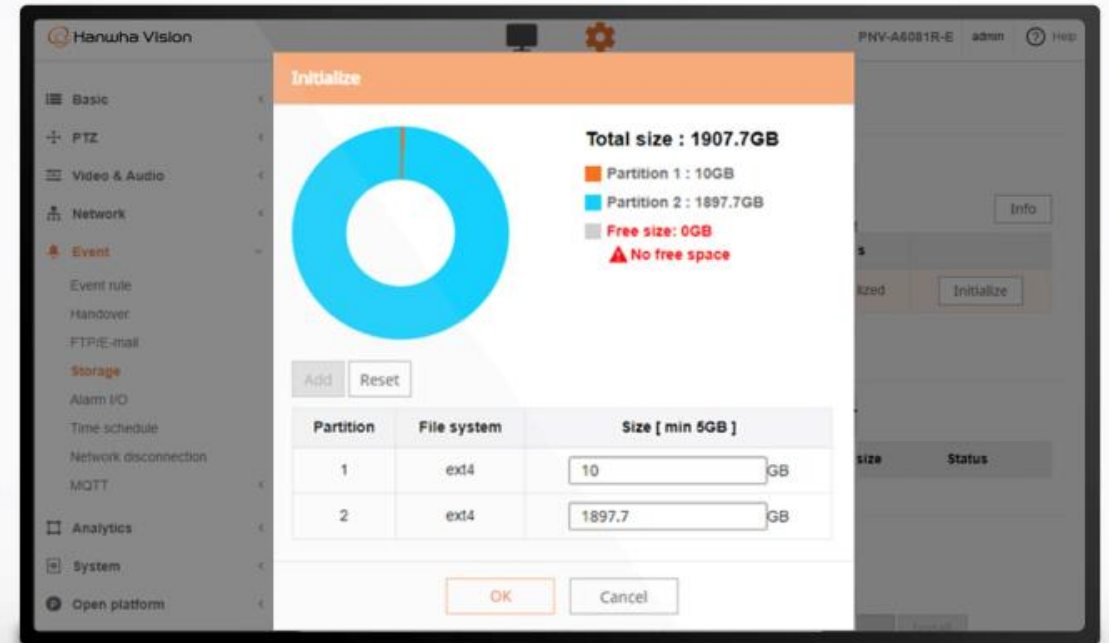 Hanwha Vision
PNV-A6081R-E admin ? Help
Initialize
Basic
PTZ
Video & Audio
Network
Event
Event rule
Handover
FTP/E-mail
Storage
Alarm I/O
Time schedule
Network disconnection
MQTT
Analytics
System
Open platform
Total size : 1907.7GB
Partition 1 : 10GB
Partition 2 : 1897.7GB
Free size: 0GB
No free space
Info
s
lized Initialize
Add Reset
Partition File system Size [ min 5GB ]
1 ext4 10 GB
2 ext4 1897.7 GB
size Status
OK Cancel